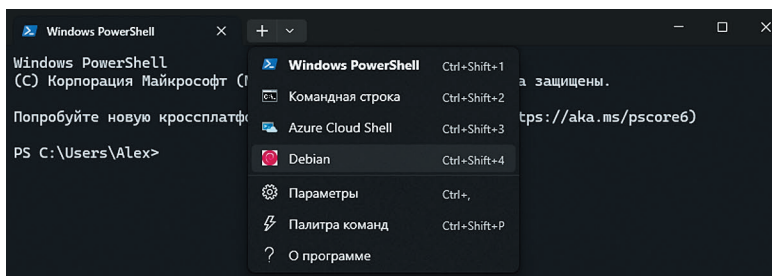 Windows PowerShell
Windows PowerShell
(C) Корпорация Майкрософт (
а защищены.
Попробуйте новую кроссплатф
tps://aka.ms/pscore6)
PS C:\Users\Alex>
Windows PowerShell Ctrl+Shift+1
Командная строка Ctrl+Shift+2
Azure Cloud Shell Ctrl+Shift+3
Debian Ctrl+Shift+4
Параметры Ctrl+,
Палитра команд Ctrl+Shift+P
О программе